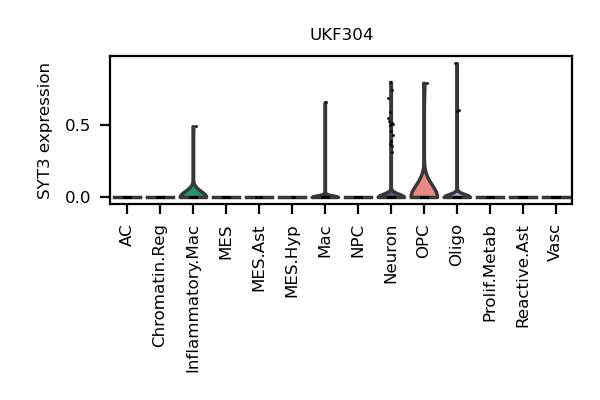 UKF304
SYT3 expression
0.5
0.0
AC
Chromatin.Reg
Inflammatory.Mac
MES
MES.Ast
MES.Hyp
Mac
NPC
Neuron
OPC
Oligo
Prolif.Metab
Reactive.Ast
Vasc